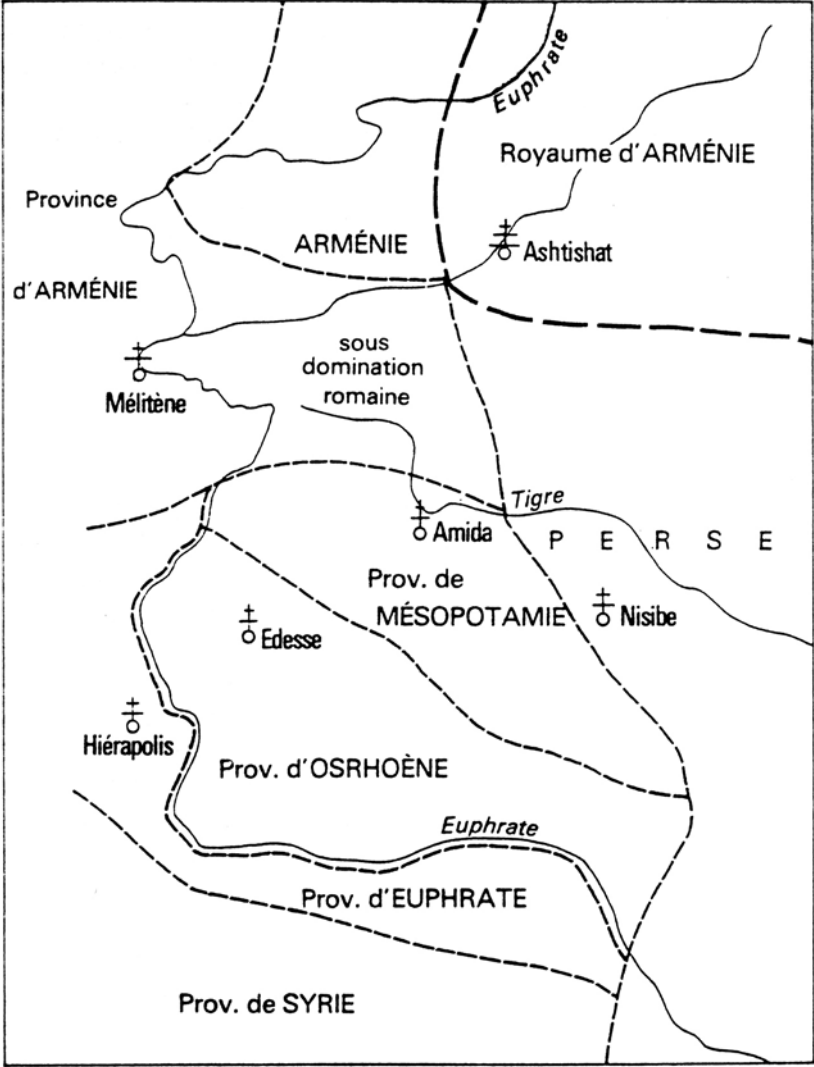 Euphrate
Royaume d'ARMÉNIE
Province
ARMÉNIE
Ashtishat
d'ARMÉNIE
sous
domination
romaine
Mélitène
Tigre
Amida
PERSE
Prov. de
MÉSOPOTAMIE
Nisibe
Edesse
Hiérapolis
Prov. d'OSRHOÈNE
Euphrate
Prov. d'EUPHRATE
Prov. de SYRIE